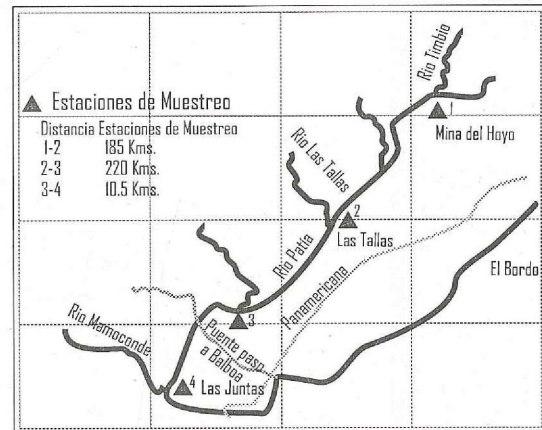 Estaciones de Muestreo
Distancia Estaciones de Muestreo
1-2 185 Kms.
2-3 220 Kms.
3-4 10.5 Kms.
Rio Timbio
1
Mina del Hoyo
Rio Las Tallas
2
Las Tallas
Rio Patia
Panamericana
El Bordo
3
Puente paso
a Balboa
Rio Mamoconde
4 Las Juntas